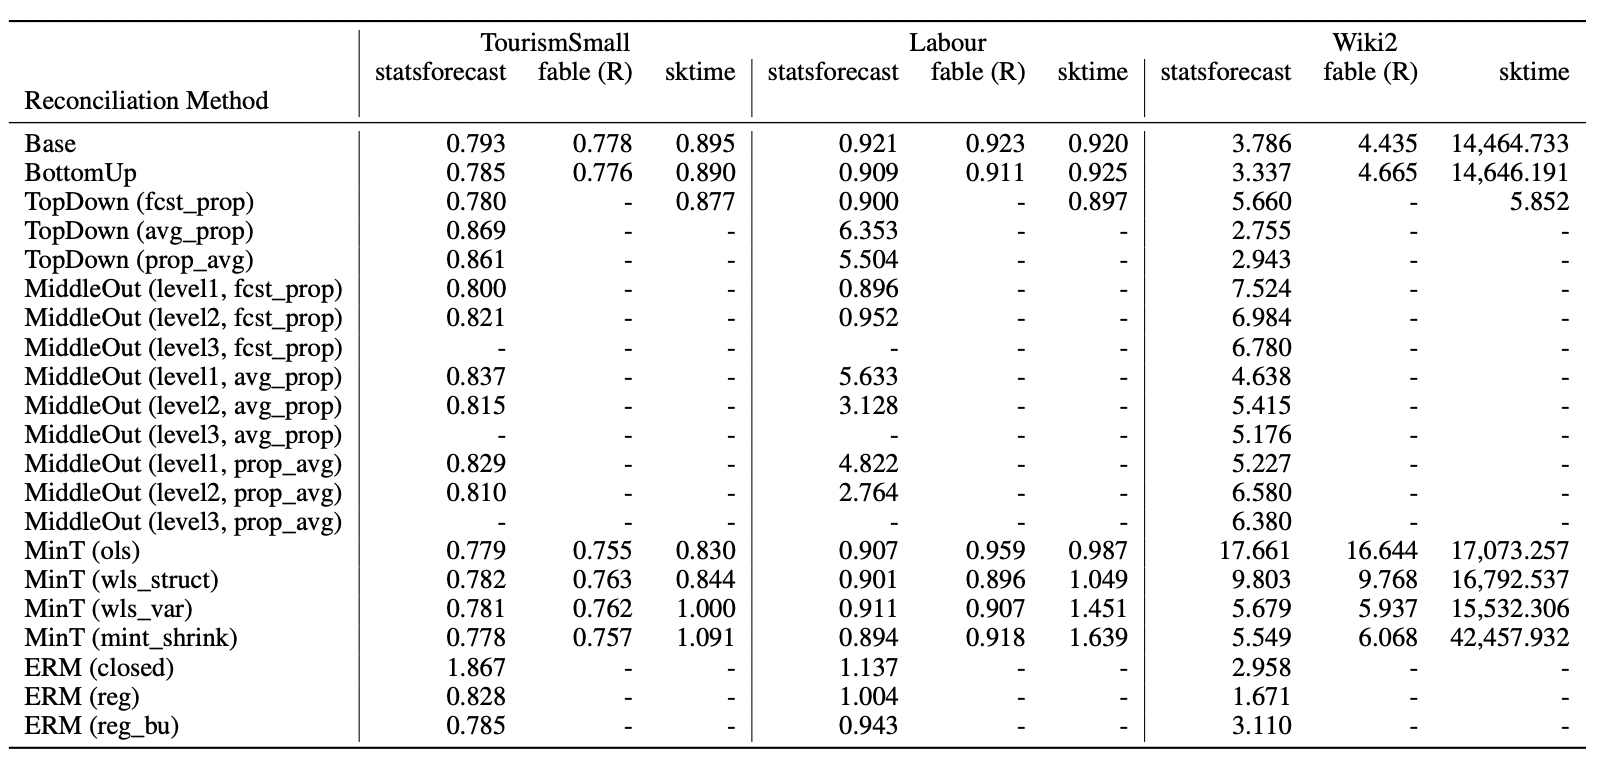 TourismSmall Labour Wiki2
statsforecast fable (R) sktime statsforecast fable (R) sktime statsforecast fable (R) sktime
Reconciliation Method
Base 0.793 0.778 0.895 0.921 0.923 0.920 3.786 4.435 14,464.733
BottomUp 0.785 0.776 0.890 0.909 0.911 0.925 3.337 4.665 14,646.191
TopDown (fcst_prop) 0.780 - 0.877 0.900 - 0.897 5.660 - 5.852
TopDown (avg_prop) 0.869 - - 6.353 - - 2.755 - -
TopDown (prop_avg) 0.861 - - 5.504 - - 2.943 - -
MiddleOut (level1, fcst_prop) 0.800 - - 0.896 - - 7.524 - -
MiddleOut (level2, fcst_prop) 0.821 - - 0.952 - - 6.984 - -
MiddleOut (level3, fcst_prop) - - - - - - 6.780 - -
MiddleOut (level1, avg_prop) 0.837 - - 5.633 - - 4.638 - -
MiddleOut (level2, avg_prop) 0.815 - - 3.128 - - 5.415 - -
MiddleOut (level3, avg_prop) - - - - - - 5.176 - -
MiddleOut (level1, prop_avg) 0.829 - - 4.822 - - 5.227 - -
MiddleOut (level2, prop_avg) 0.810 - - 2.764 - - 6.580 - -
MiddleOut (level3, prop_avg) - - - - - - 6.380 - -
MinT (ols) 0.779 0.755 0.830 0.907 0.959 0.987 17.661 16.644 17,073.257
MinT (wls_struct) 0.782 0.763 0.844 0.901 0.896 1.049 9.803 9.768 16,792.537
MinT (wls_var) 0.781 0.762 1.000 0.911 0.907 1.451 5.679 5.937 15,532.306
MinT (mint_shrink) 0.778 0.757 1.091 0.894 0.918 1.639 5.549 6.068 42,457.932
ERM (closed) 1.867 - - 1.137 - - 2.958 - -
ERM (reg) 0.828 - - 1.004 - - 1.671 - -
ERM (reg_bu) 0.785 - - 0.943 - - 3.110 - -